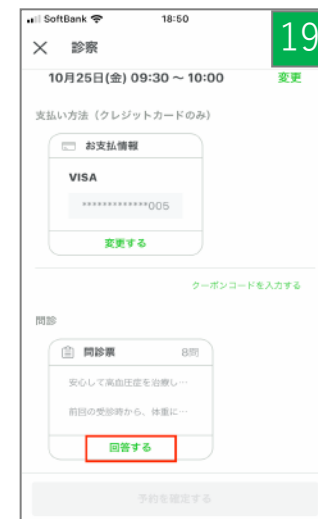 SoftBank 18:50
19
× 診察
10月25日(金) 09:30 ~ 10:00 変更
支払い方法（クレジットカードのみ）
お支払情報
VISA
*************005
変更する
クーポンコードを入力する
問診
問診票 8問
安心して高血圧症を治療し…
前回の受診時から、体重に…
回答する
予約を確定する